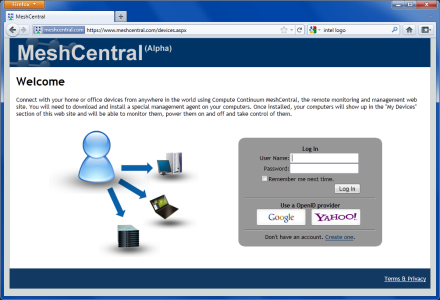 Firefox
MeshCentral
meshcentral.com https://www.meshcentral.com/devices.aspx
intel logo
MeshCentral (Alpha)
Welcome
Connect with your home or office devices from anywhere in the world using Compute Continuum MeshCentral, the remote monitoring and management web
site. You will need to download and install a special management agent on your computers. Once installed, your computers will show up in the "My Devices"
section of this web site and will be able to monitor them, power them on and off and take control of them.
Log In
User Name:
Password:
Remember me next time.
Log In
Use a OpenID provider
Google YAHOO!
Don't have an account. Create one.
Terms & Privacy